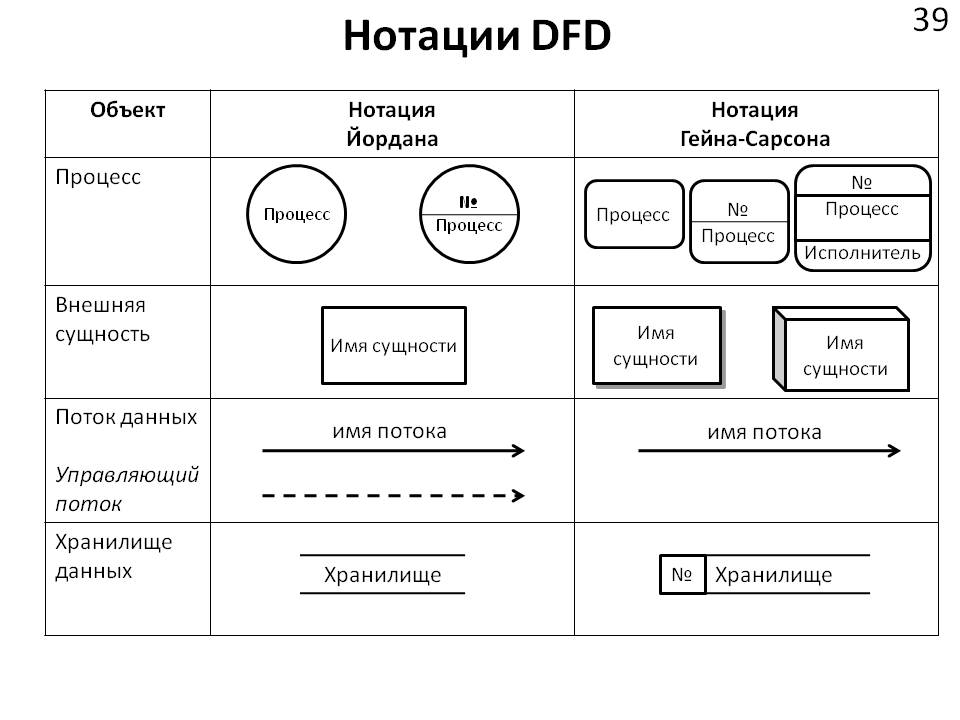 39
Нотации DFD
Объект
Нотация
Йордана
Нотация
Гейна-Сарсона
Процесс
Процесс
№
Процесс
Процесс
№
Процесс
№
Процесс
Исполнитель
Внешняя
сущность
Имя сущности
Имя
сущности
Имя
сущности
Поток данных
Управляющий
поток
имя потока
имя потока
Хранилище
данных
Хранилище
№
Хранилище